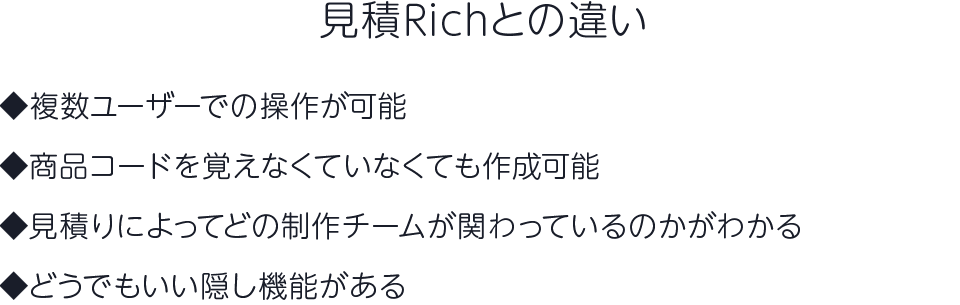 見積Richとの違い
◆複数ユーザーでの操作が可能
◆商品コードを覚えなくていなくても作成可能
◆見積りによってどの制作チームが関わっているのかがわかる
◆どうでもいい隠し機能がある